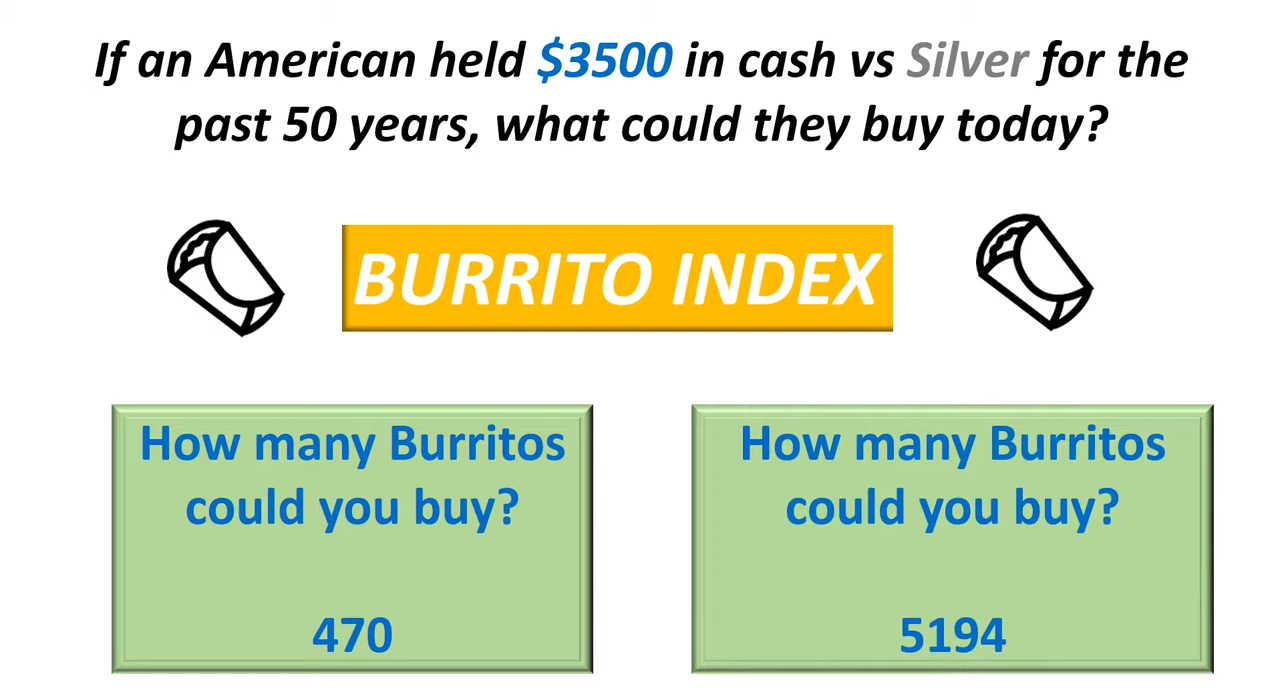 If an American held $3500 in cash vs Silver for the
past 50 years, what could they buy today?
BURRITO INDEX
How many Burritos
could you buy?
470
How many Burritos
could you buy?
5194